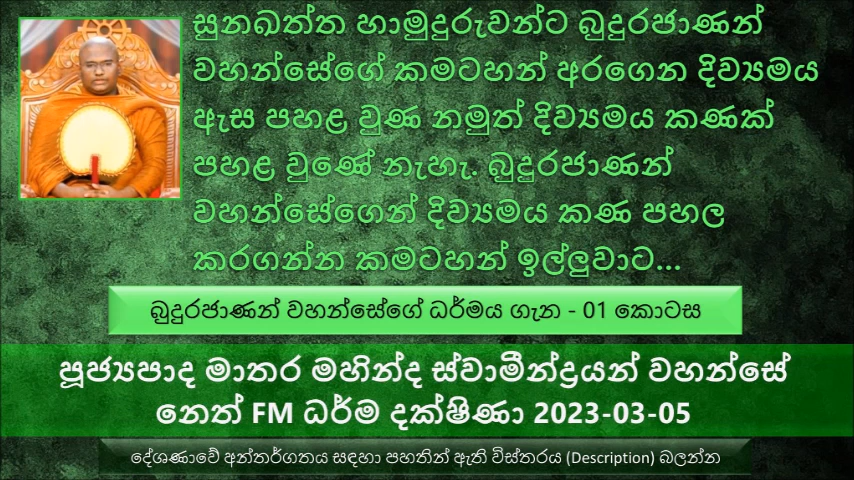 සුනඛත්ත හාමුදුරුවන්ට බුදුරජාණන්
වහන්සේගේ කමටහන් අරගෙන දිව්‍යමය
ඇස පහළ වුණ නමුත් දිව්‍යමය කණක්
පහළ වුණේ නැහැ. බුදුරජාණන්
වහන්සේගෙන් දිව්‍යමය කණ පහල
කරගන්න කමටහන් ඉල්ලුවාට...
බුදුරජාණන් වහන්සේගේ ධර්මය ගැන - 01 කොටස
පූජ්‍යපාද මාතර මහින්ද ස්වාමීන්ද්‍රයන් වහන්සේ
නෙත් FM ධර්ම දක්ෂිණා 2023-03-05
දේශණාවේ අන්තර්ගතය සඳහා පහතින් ඇති විස්තරය (Description) බලන්න